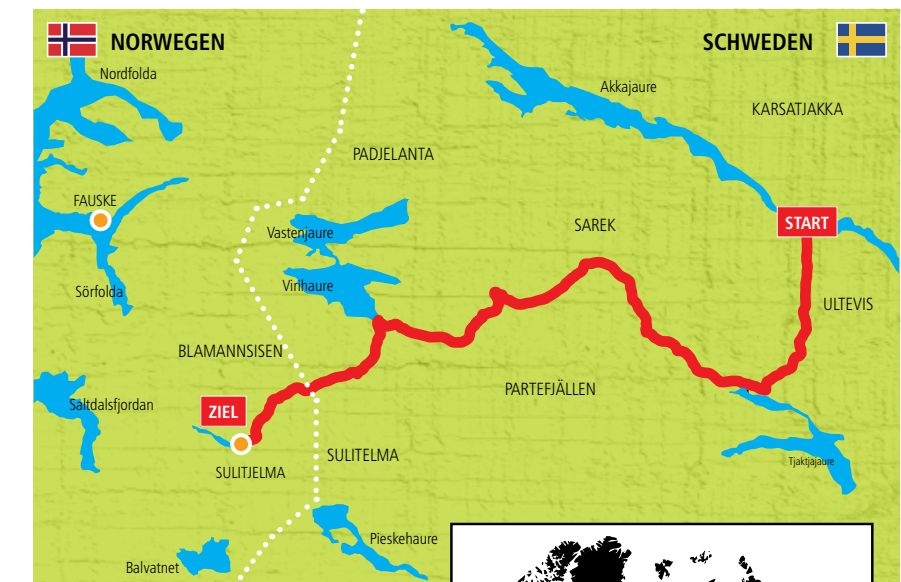 NORWEGEN
SCHWEDEN
Nordfolda
Akkajaure
KARSATJAKKA
PADJELANTA
FAUSKE
START
SAREK
Vastenjaure
Virihaure
Sörfolda
ULTEVIS
BLAMANNSISEN
PARTEFJÄLLEN
Saltdalsfjordan
ZIEL
SULITELMA
Tjaktjajaure
SULITJELMA
Pieskehaure
Balvatnet